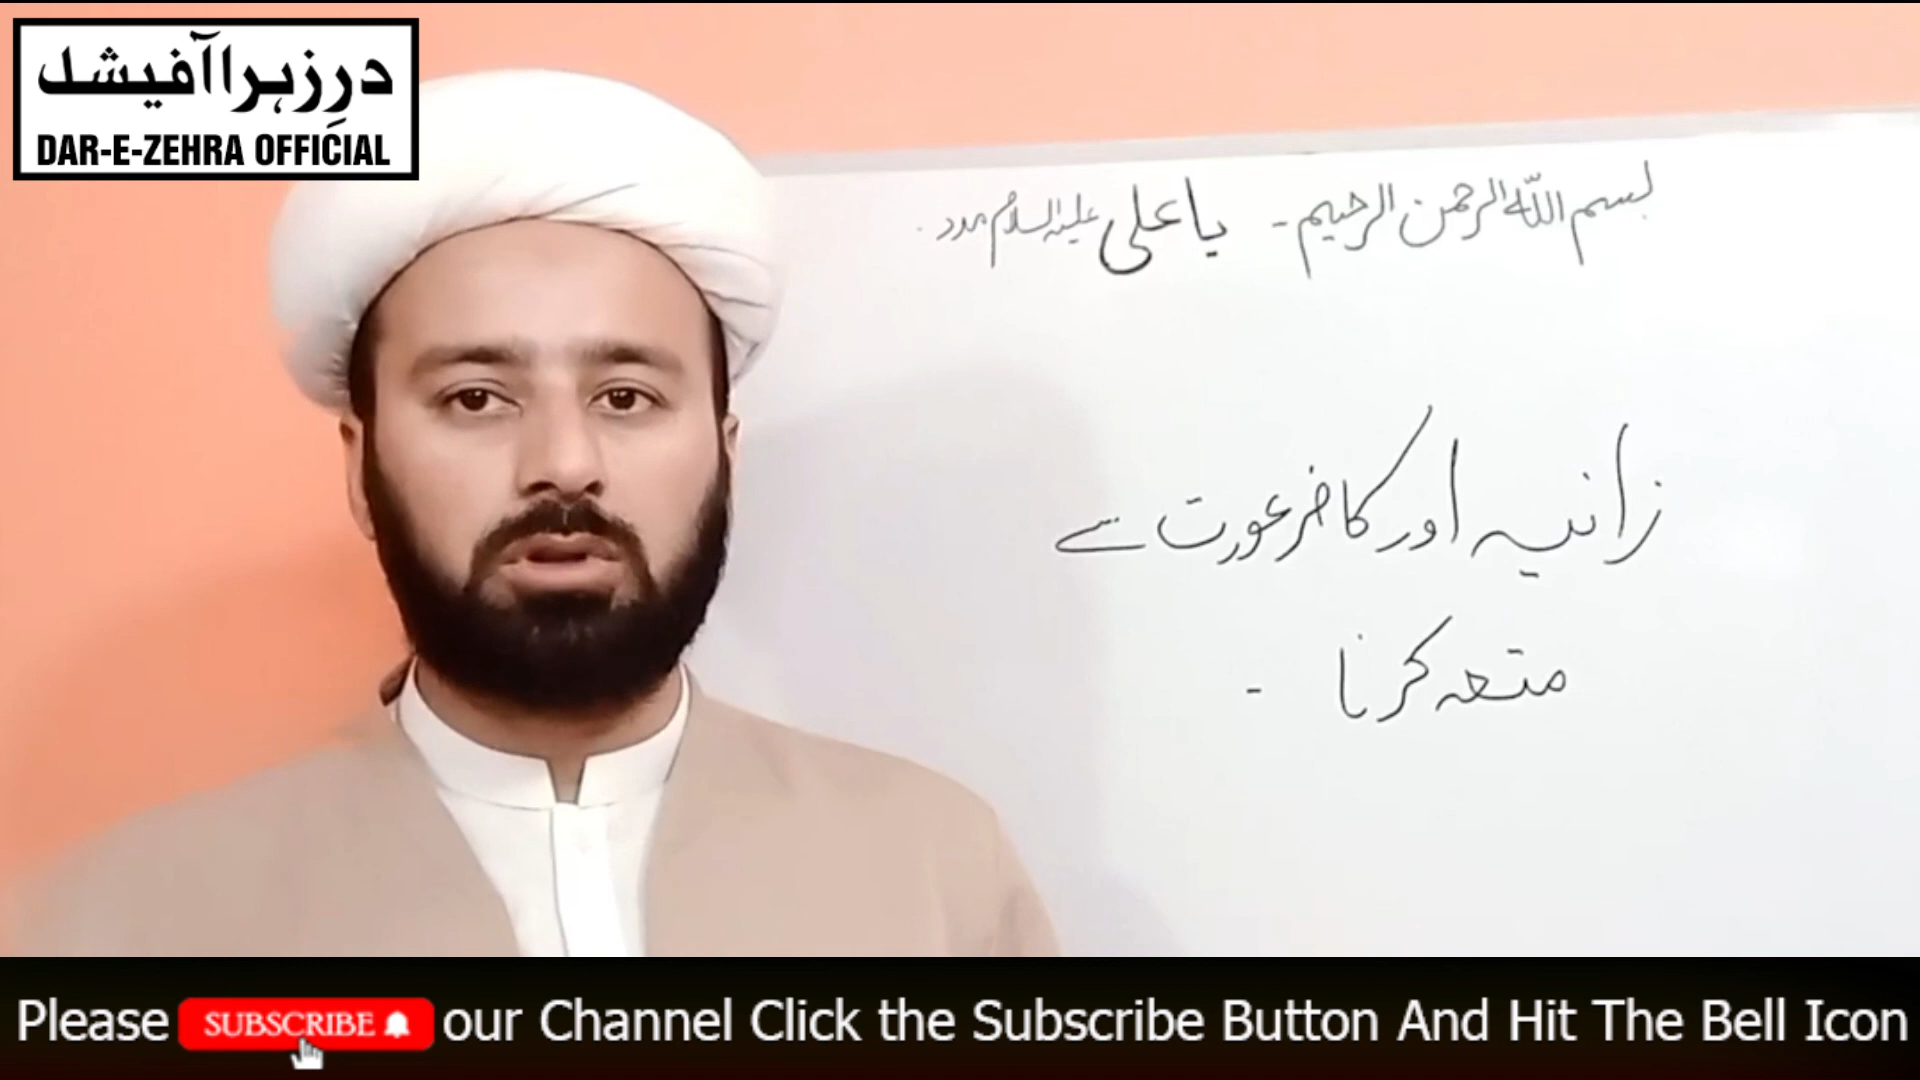 درِ زہرا آفیشل
DAR-E-ZEHRA OFFICIAL
بسم اللہ الرحمن الرحیم ۔ یا علی علیہ السلام مدد ۔
زانیہ اور کافر عورت سے
متعہ کرنا ۔
Please SUBSCRIBE our Channel Click the Subscribe Button And Hit The Bell Icon